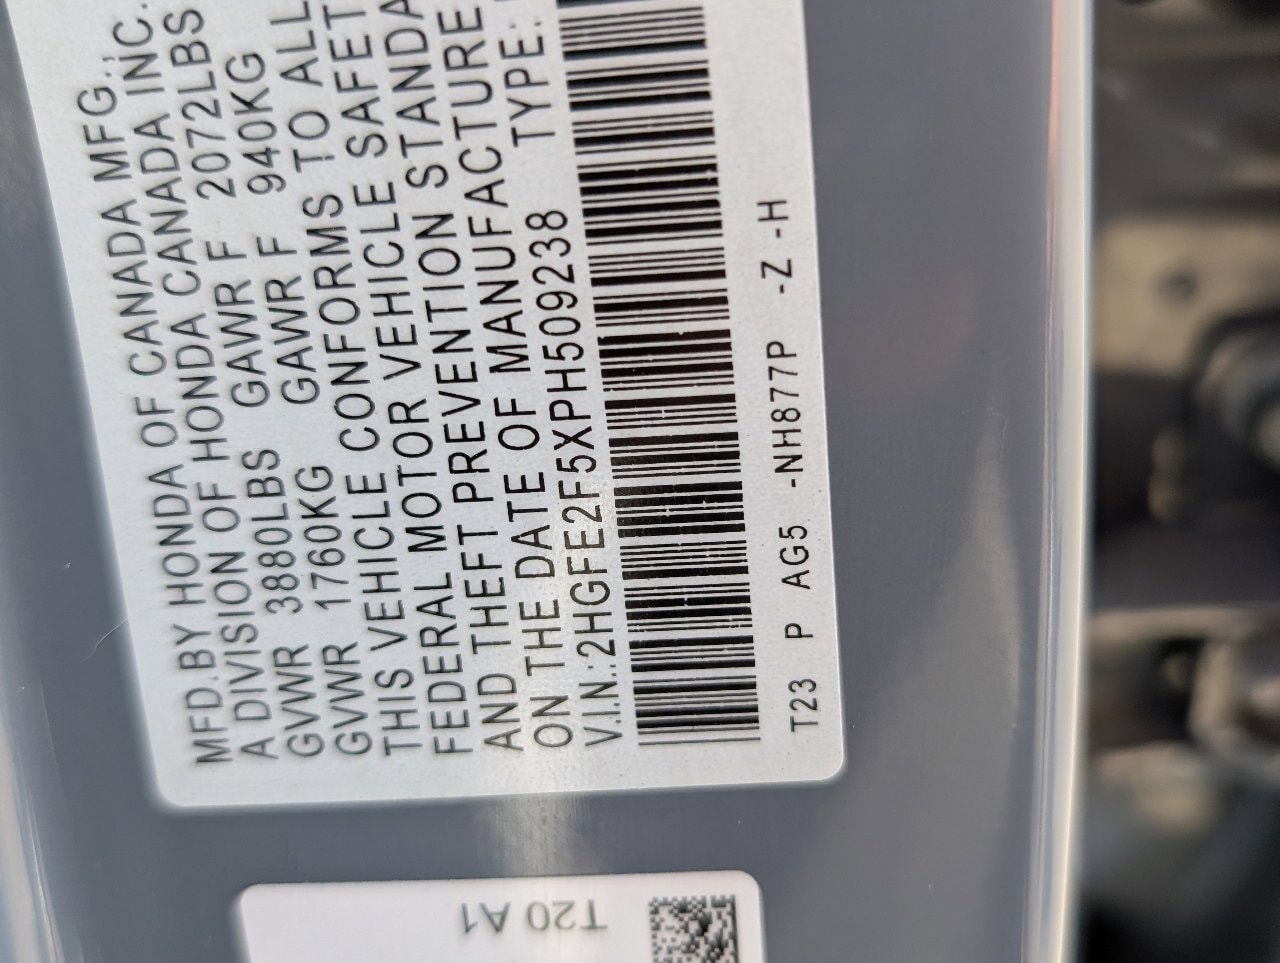 MFD.BY HONDA OF CANADA MFG.,
A DIVISION OF HONDA CANADA INC.
GVWR 3880LBS GAWR F 2072LBS
GVWR 1760KG GAWR F 940KG
THIS VEHICLE CONFORMS TO ALL
FEDERAL MOTOR VEHICLE SAFET
AND THEFT PREVENTION STANDA
ON THE DATE OF MANUFACTURE
V.I.N.:2HGFE2F5XPH509238 TYPE:
T23 P AG5 -NH877P -Z -H
T20 A1